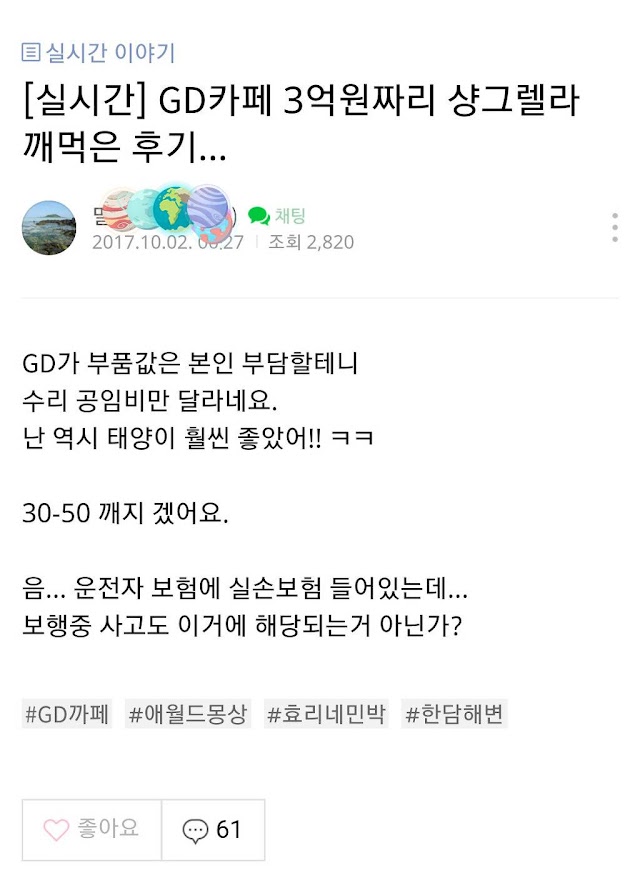 실시간 이야기
[실시간] GD카페 3억원짜리 샹그렐라
깨먹은 후기...
) 채팅
2017.10.02. 00:27 조회 2,820
GD가 부품값은 본인 부담할테니
수리 공임비만 달라네요.
난 역시 태양이 훨씬 좋았어!! ㅋㅋ
30-50 깨지 겠어요.
음... 운전자 보험에 실손보험 들어있는데...
보행중 사고도 이거에 해당되는거 아닌가?
#GD까페 #애월드몽상 #효리네민박 #한담해변
좋아요 61